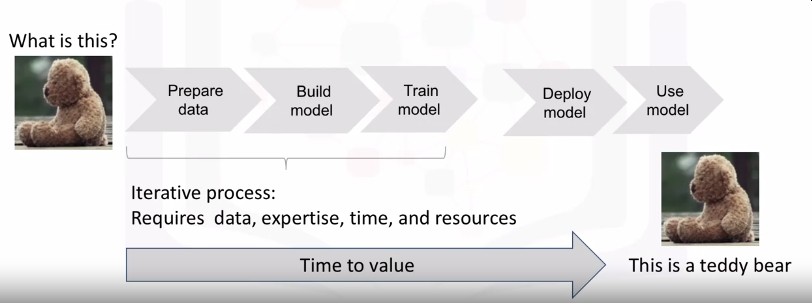 What is this?
Prepare
data
Build
model
Train
model
Deploy
model
Use
model
Iterative process:
Requires data, expertise, time, and resources
Time to value
This is a teddy bear